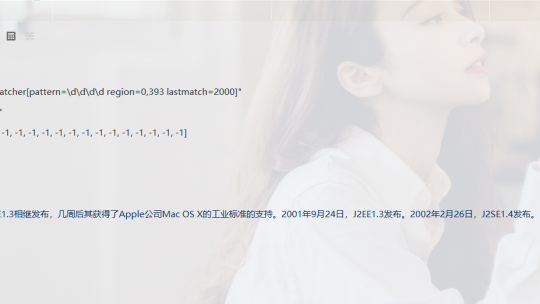 atcher[pattern=\d\d\d\d region=0,393 lastmatch=2000]"
"
-1, -1, -1, -1, -1, -1, -1, -1, -1, -1, -1, -1, -1, -1]
E1.3相继发布，几周后其获得了Apple公司Mac OS X的工业标准的支持。2001年9月24日，J2EE1.3发布。2002年2月26日，J2SE1.4发布。